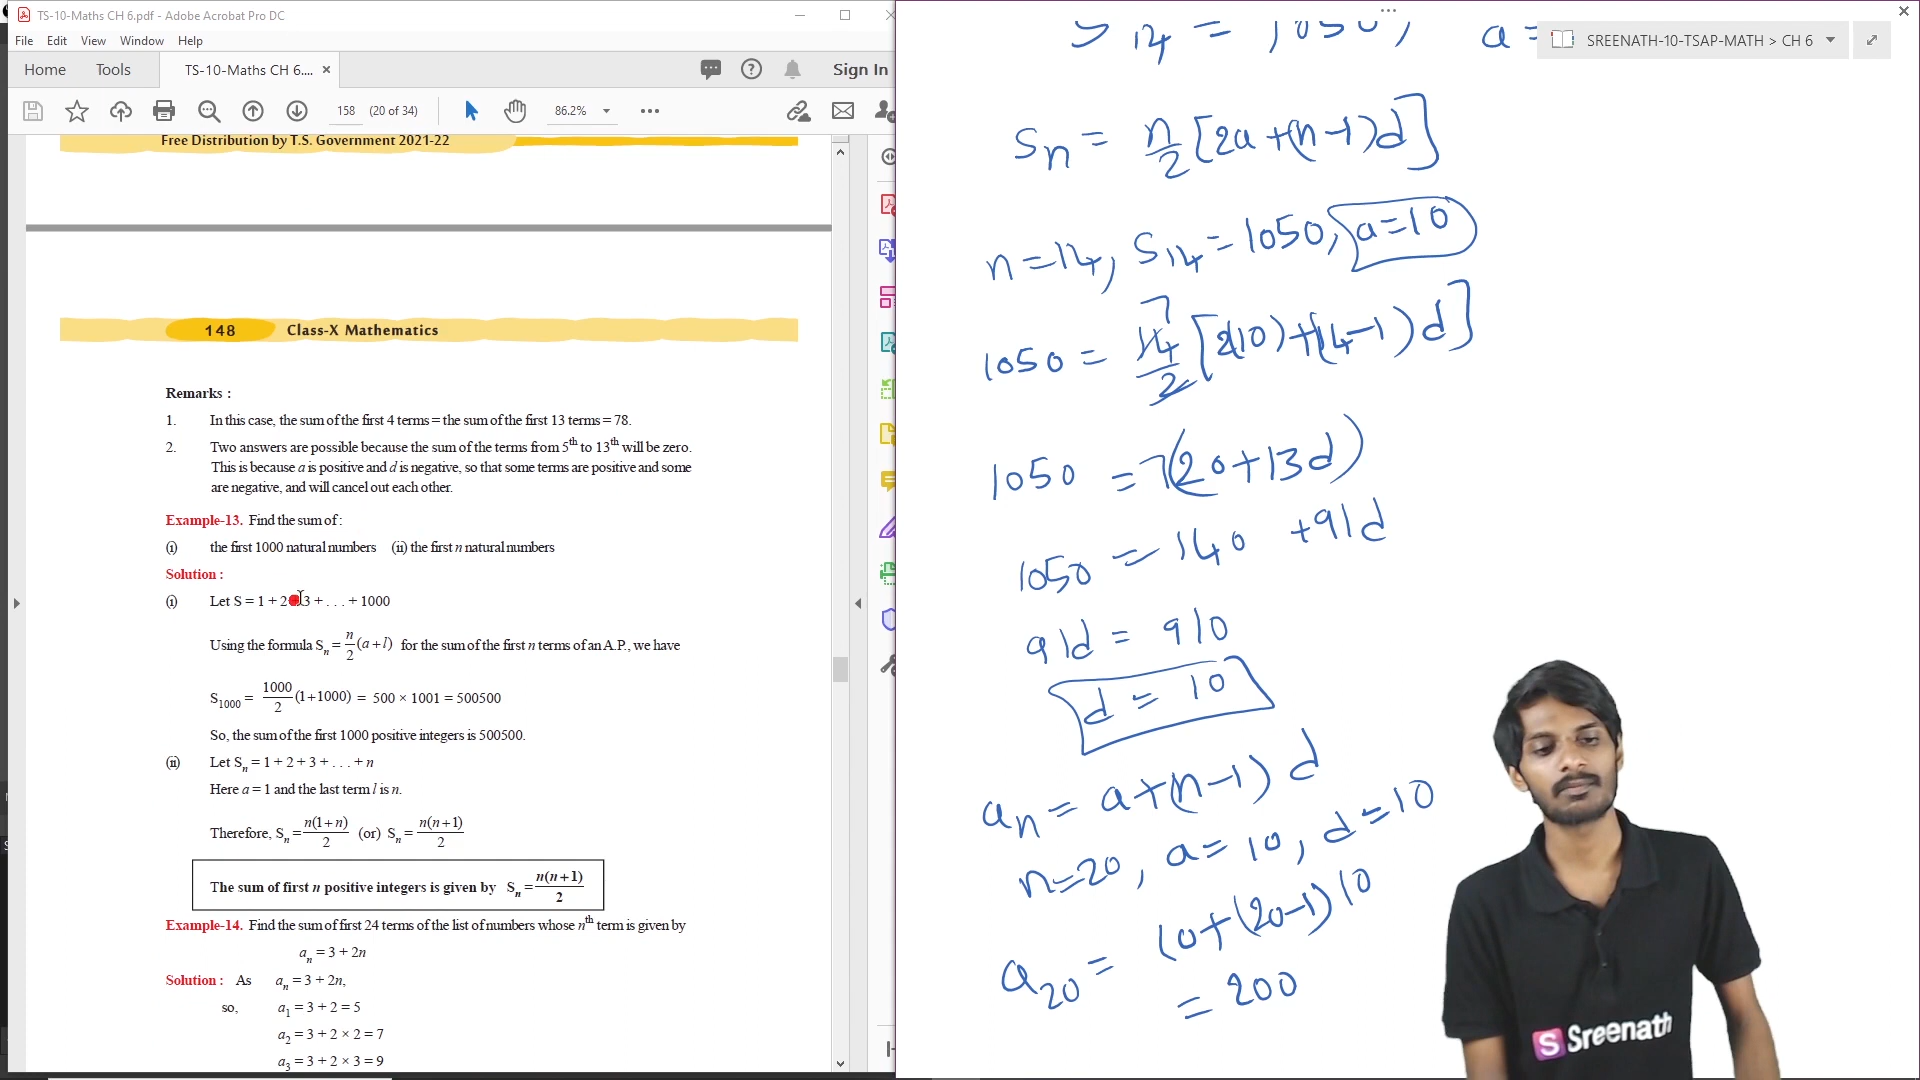 TS-10-Maths CH 6.pdf - Adobe Acrobat Pro DC
File Edit View Window Help
Home Tools TS-10-Maths CH 6.... × Sign In
158 (20 of 34) 86.2%
Free Distribution by T.S. Government 2021-22
148 Class-X Mathematics
Remarks :
1. In this case, the sum of the first 4 terms = the sum of the first 13 terms = 78.
2. Two answers are possible because the sum of the terms from 5th to 13th will be zero.
This is because a is positive and d is negative, so that some terms are positive and some
are negative, and will cancel out each other.
Example-13. Find the sum of :
(i) the first 1000 natural numbers (ii) the first n natural numbers
Solution :
(i) Let S = 1 + 2 + 3 + . . . + 1000
Using the formula Sn = n/2 (a + l) for the sum of the first n terms of an A.P., we have
S1000 = 1000/2 (1+1000) = 500 × 1001 = 500500
So, the sum of the first 1000 positive integers is 500500.
(ii) Let Sn = 1 + 2 + 3 + . . . + n
Here a = 1 and the last term l is n.
Therefore, Sn = n(1+n)/2 (or) Sn = n(n+1)/2
The sum of first n positive integers is given by Sn = n(n+1)/2
Example-14. Find the sum of first 24 terms of the list of numbers whose nth term is given by
an = 3 + 2n
Solution : As an = 3 + 2n,
so, a1 = 3 + 2 = 5
a2 = 3 + 2 × 2 = 7
a3 = 3 + 2 × 3 = 9
SREENATH-10-TSAP-MATH > CH 6
S14 = 1050, a =
Sn = n/2 [2a+(n-1)d]
n=14, S14 = 1050, a=10
7
1050 = 14/2 [2(10)+(14-1)d]
1050 = 7(20+13d)
1050 = 140 +91d
91d = 910
d = 10
an = a+(n-1)d
n=20, a=10, d=10
a20 = 10+(20-1)10
= 200
S Sreenath